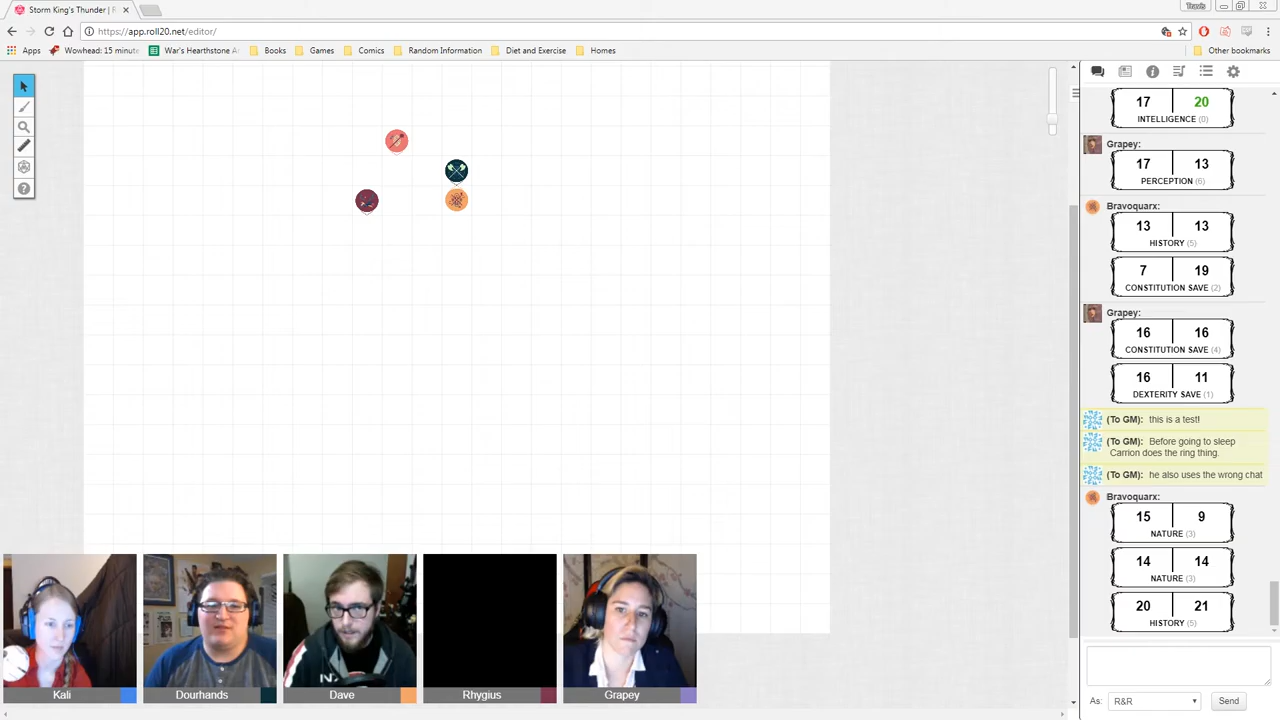 Storm King's Thunder | R
Travis
https://app.roll20.net/editor/
Apps
Wowhead: 15 minute
War's Hearthstone A
Books
Games
Comics
Random Information
Diet and Exercise
Homes
Other bookmarks
17 20
INTELLIGENCE (0)
Grapey:
17 13
PERCEPTION (6)
Bravoquarx:
13 13
HISTORY (5)
7 19
CONSTITUTION SAVE (2)
Grapey:
16 16
CONSTITUTION SAVE (4)
16 11
DEXTERITY SAVE (1)
(To GM): this is a test!
(To GM): Before going to sleep
Carrion does the ring thing.
(To GM): he also uses the wrong chat
Bravoquarx:
15 9
NATURE (3)
14 14
NATURE (3)
20 21
HISTORY (5)
As: R&R Send
Kali
Dourhands
Dave
Rhygius
Grapey